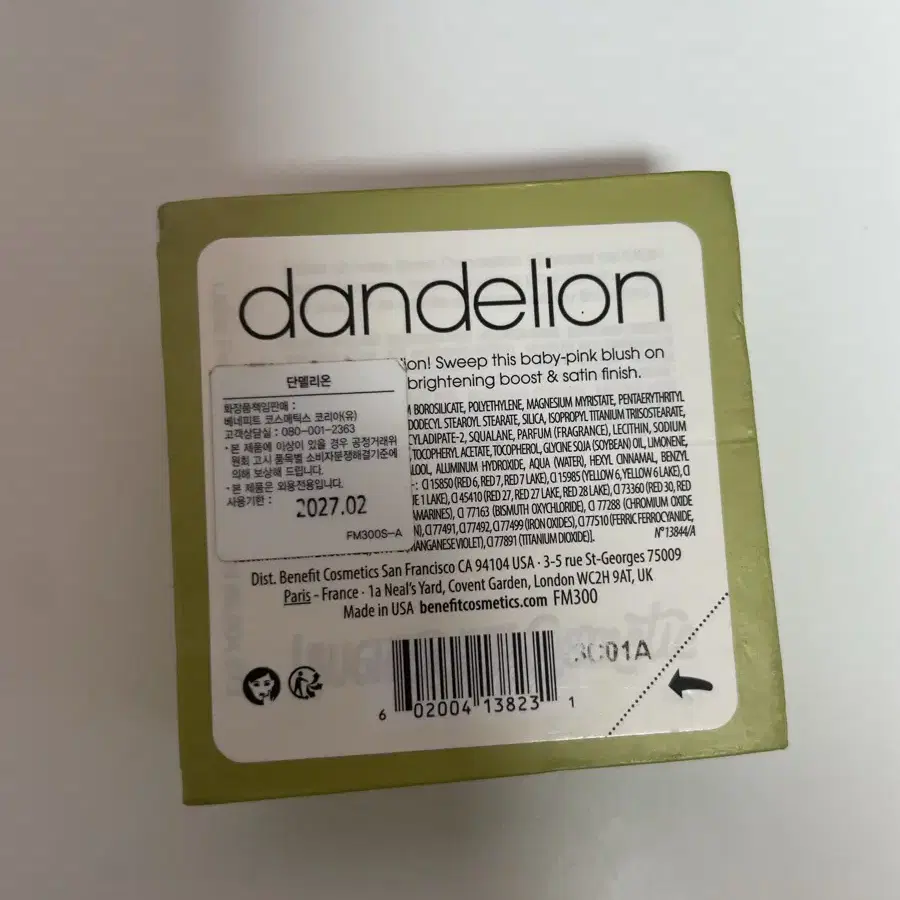 dandelion
ion! Sweep this baby-pink blush on
brightening boost & satin finish.
단델리온
화장품책임판매 :
베네피트 코스메틱스 코리아(유)
고객상담실 : 080-001-2363
· 본 제품에 이상이 있을 경우 공정거래위
원회 고시 품목별 소비자분쟁해결기준에
의해 보상해 드립니다.
· 본 제품은 외용전용입니다.
사용기한 : 2027.02
FM300S-A
BOROSILICATE, POLYETHYLENE, MAGNESIUM MYRISTATE, PENTAERYTHRITYL
DODECYL STEAROYL STEARATE, SILICA, ISOPROPYL TITANIUM TRIISOSTEARATE,
CYLADIPATE-2, SQUALANE, PARFUM (FRAGRANCE), LECITHIN, SODIUM
TOCOPHERYL ACETATE, TOCOPHEROL, GLYCINE SOJA (SOYBEAN) OIL, LIMONENE,
LOOL, ALUMINUM HYDROXIDE, AQUA (WATER), HEXYL CINNAMAL, BENZYL
CI 15850 (RED 6, RED 7, RED 7 LAKE), CI 15985 (YELLOW 6, YELLOW 6 LAKE), CI
E 1 LAKE), CI 45410 (RED 27, RED 27 LAKE, RED 28 LAKE), CI 73360 (RED 30, RED
AMARINES), CI 77163 (BISMUTH OXYCHLORIDE), CI 77288 (CHROMIUM OXIDE
N), CI 77491, CI 77492, CI 77499 (IRON OXIDES), CI 77510 (FERRIC FERROCYANIDE,
MANGANESE VIOLET), CI 77891 (TITANIUM DIOXIDE)].
N° 13844/A
Dist. Benefit Cosmetics San Francisco CA 94104 USA · 3-5 rue St-Georges 75009
Paris - France · 1a Neal's Yard, Covent Garden, London WC2H 9AT, UK
Made in USA benefitcosmetics.com FM300
3C01A
6 02004 13823 1